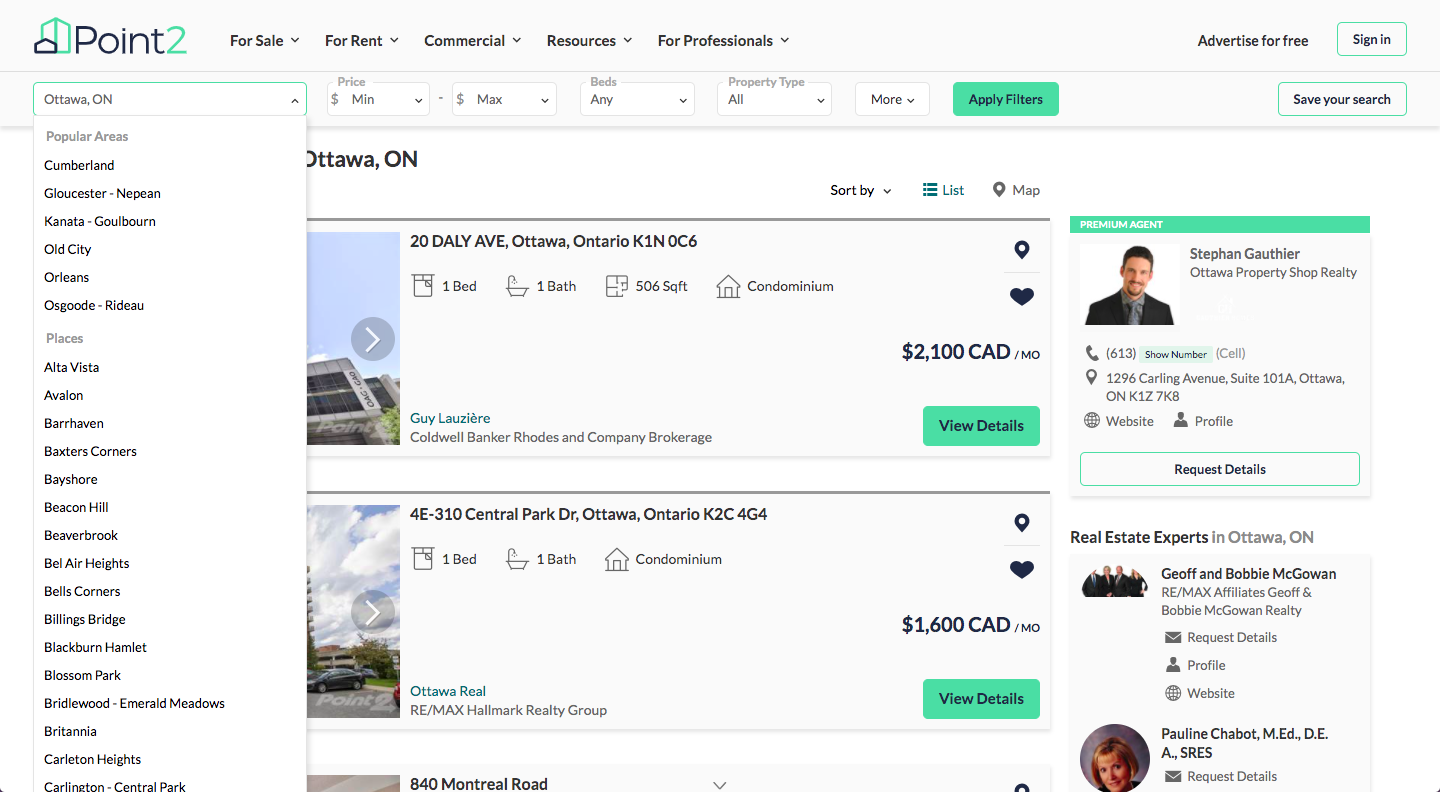 Point2
For Sale
For Rent
Commercial
Resources
For Professionals
Advertise for free
Sign in
Ottawa, ON
Price
$ Min
-
$ Max
Beds
Any
Property Type
All
More
Apply Filters
Save your search
Popular Areas
Cumberland
Gloucester - Nepean
Kanata - Goulbourn
Old City
Orleans
Osgoode - Rideau
Places
Alta Vista
Avalon
Barrhaven
Baxters Corners
Bayshore
Beacon Hill
Beaverbrook
Bel Air Heights
Bells Corners
Billings Bridge
Blackburn Hamlet
Blossom Park
Bridlewood - Emerald Meadows
Britannia
Carleton Heights
Carlington - Central Park
Ottawa, ON
Sort by
List
Map
20 DALY AVE, Ottawa, Ontario K1N 0C6
1 Bed
1 Bath
506 Sqft
Condominium
$2,100 CAD / MO
OAG · CAO
Point2
Guy Lauzière
Coldwell Banker Rhodes and Company Brokerage
View Details
4E-310 Central Park Dr, Ottawa, Ontario K2C 4G4
1 Bed
1 Bath
Condominium
$1,600 CAD / MO
Point2
Ottawa Real
RE/MAX Hallmark Realty Group
View Details
840 Montreal Road
PREMIUM AGENT
Stephan Gauthier
Ottawa Property Shop Realty
(613) Show Number (Cell)
1296 Carling Avenue, Suite 101A, Ottawa,
ON K1Z 7K8
Website
Profile
Request Details
Real Estate Experts in Ottawa, ON
Geoff and Bobbie McGowan
RE/MAX Affiliates Geoff &
Bobbie McGowan Realty
Request Details
Profile
Website
Pauline Chabot, M.Ed., D.E.
A., SRES
Request Details